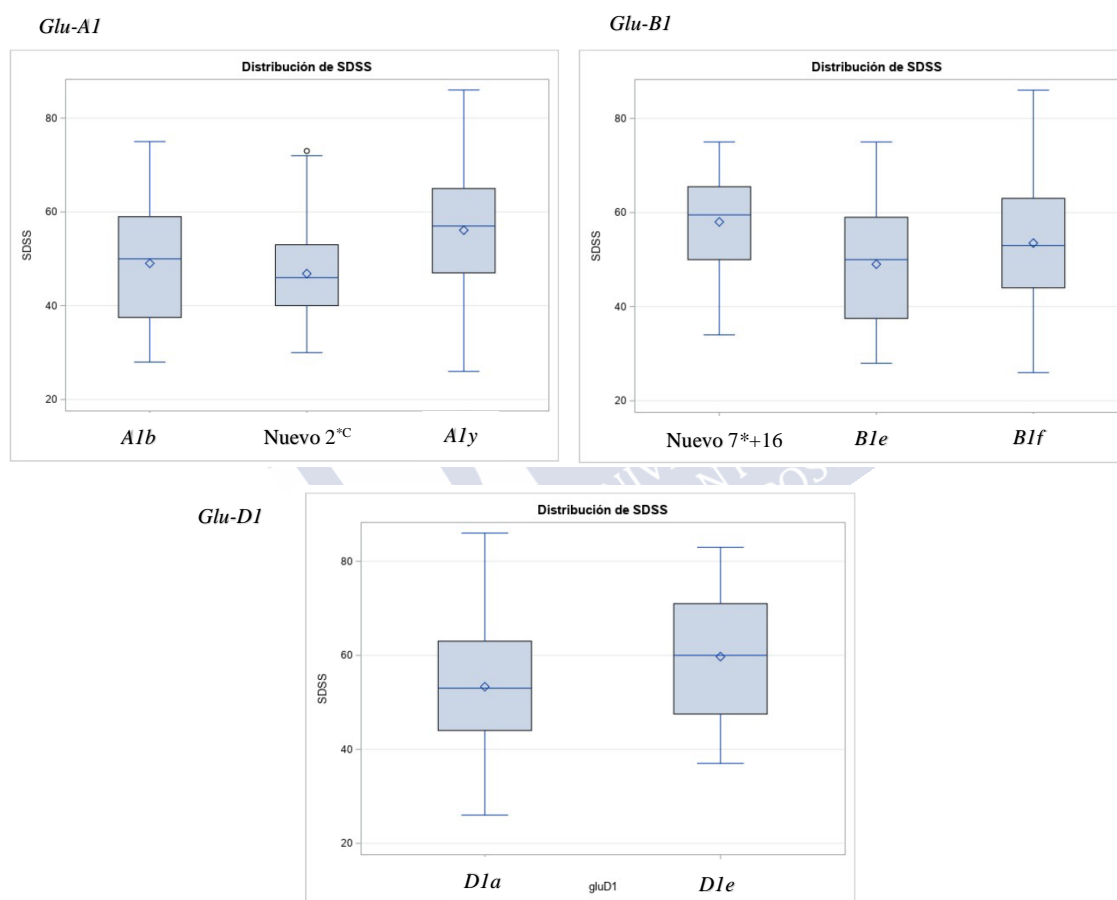 Glu-A1
Distribución de SDSS
SDSS
80
60
40
20
A1b Nuevo 2*C A1y
Glu-B1
Distribución de SDSS
SDSS
80
60
40
20
Nuevo 7*+16 B1e B1f
Glu-D1
Distribución de SDSS
SDSS
80
60
40
20
D1a gluD1 D1e